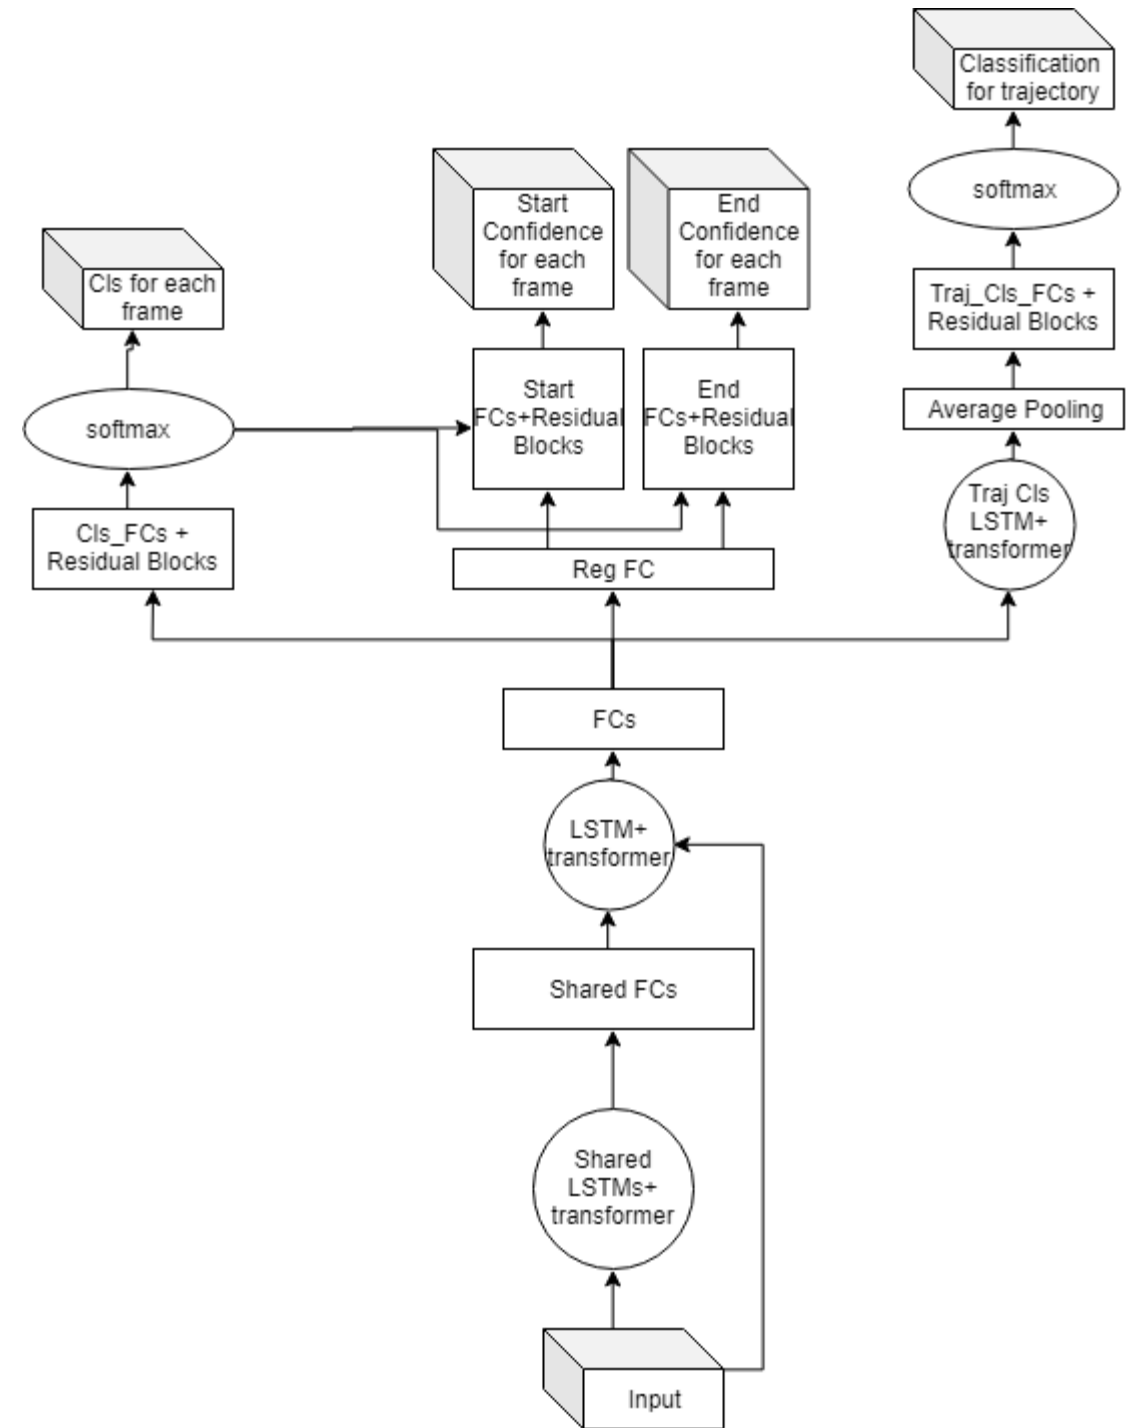 Classification
for trajectory
softmax
Traj_Cls_FCs +
Residual Blocks
Average Pooling
Traj Cls
LSTM+
transformer
Start
Confidence
for each
frame
End
Confidence
for each
frame
Cls for each
frame
softmax
Cls_FCs +
Residual Blocks
Start
FCs+Residual
Blocks
End
FCs+Residual
Blocks
Reg FC
FCs
LSTM+
transformer
Shared FCs
Shared
LSTMs+
transformer
Input